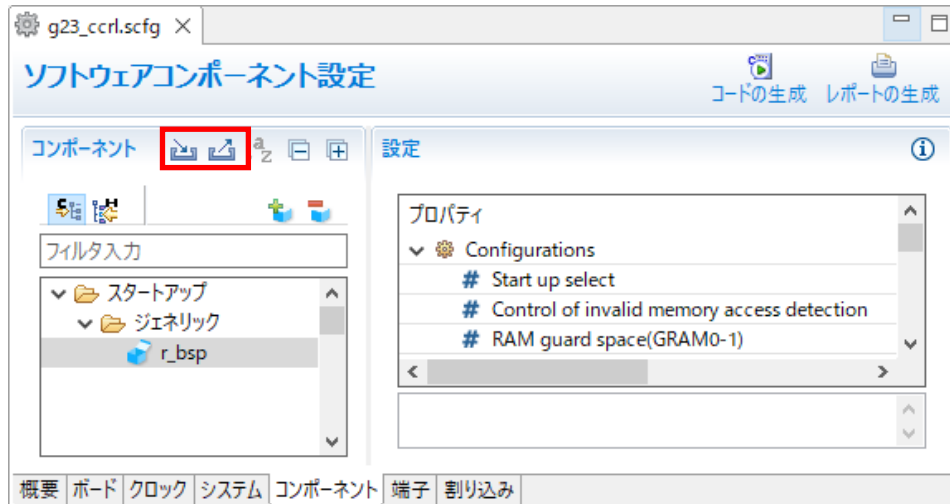 g23_ccrl.scfg
ソフトウェアコンポーネント設定
コードの生成 レポートの生成
コンポーネント
設定
フィルタ入力
スタートアップ
ジェネリック
r_bsp
プロパティ
Configurations
Start up select
Control of invalid memory access detection
RAM guard space(GRAM0-1)
概要 ボード クロック システム コンポーネント 端子 割り込み